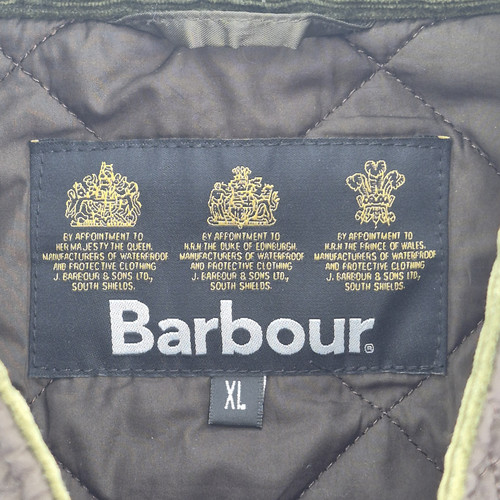 BY APPOINTMENT TO
HER MAJESTY THE QUEEN.
MANUFACTURERS OF WATERPROOF
AND PROTECTIVE CLOTHING
J. BARBOUR & SONS LTD.,
SOUTH SHIELDS.
BY APPOINTMENT TO
H.R.H. THE DUKE OF EDINBURGH.
MANUFACTURERS OF WATERPROOF
AND PROTECTIVE CLOTHING
J. BARBOUR & SONS LTD.,
SOUTH SHIELDS.
BY APPOINTMENT TO
H.R.H. THE PRINCE OF WALES.
MANUFACTURERS OF WATERPROOF
AND PROTECTIVE CLOTHING
J. BARBOUR & SONS LTD.,
SOUTH SHIELDS.
Barbour®
XL